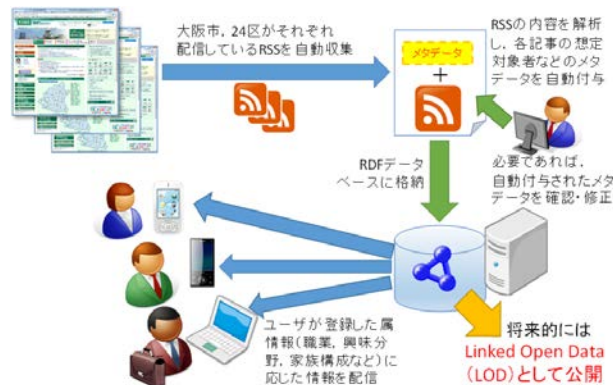 大阪市，24区がそれぞれ
配信しているRSSを自動収集
メタデータ
+
RSSの内容を解析
し，各記事の想定
対象者などのメタ
データを自動付与
必要であれば，
自動付与されたメタ
データを確認・修正
RDFデータ
ベースに格納
ユーザが登録した属
情報（職業，興味分
野，家族構成など）に
応じた情報を配信
将来的には
Linked Open Data
（LOD）として公開